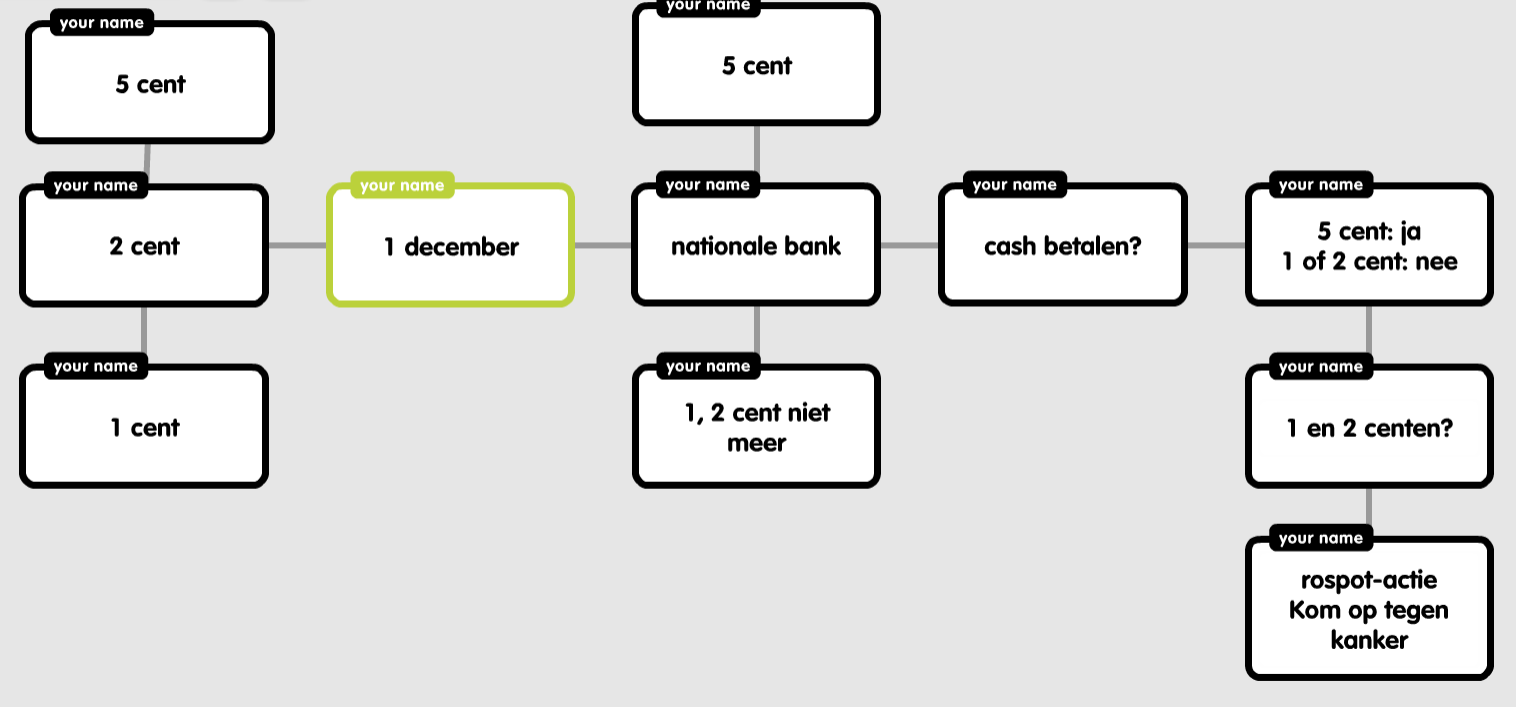 your name
5 cent
your name
5 cent
your name
2 cent
your name
1 december
your name
nationale bank
your name
cash betalen?
your name
5 cent: ja
1 of 2 cent: nee
your name
1 cent
your name
1, 2 cent niet
meer
your name
1 en 2 centen?
your name
rospot-actie
Kom op tegen
kanker